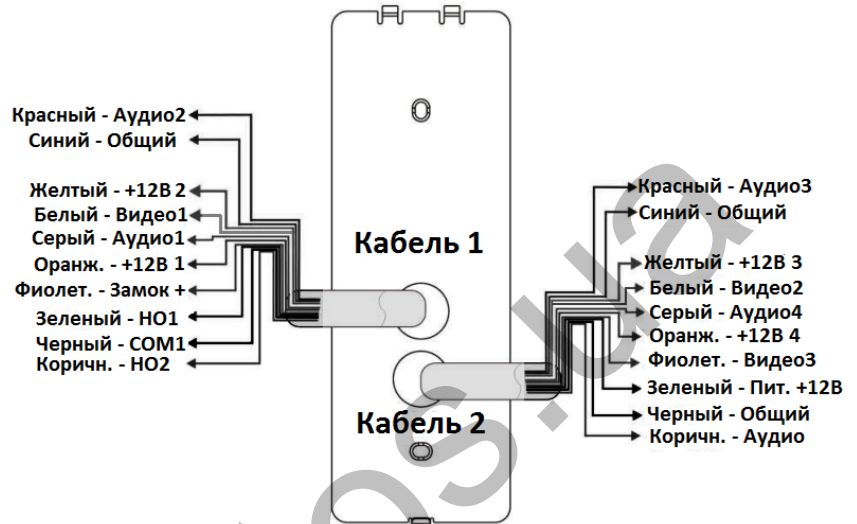 Красный - Аудио2
Синий - Общий
Желтый - +12В 2
Белый - Видео1
Серый - Аудио1
Оранж. - +12В 1
Фиолет. - Замок +
Зеленый - НО1
Черный - COM1
Коричн. - НО2
Кабель 1
Кабель 2
Красный - Аудио3
Синий - Общий
Желтый - +12В 3
Белый - Видео2
Серый - Аудио4
Оранж. - +12В 4
Фиолет. - Видео3
Зеленый - Пит. +12В
Черный - Общий
Коричн. - Аудио
os.ua